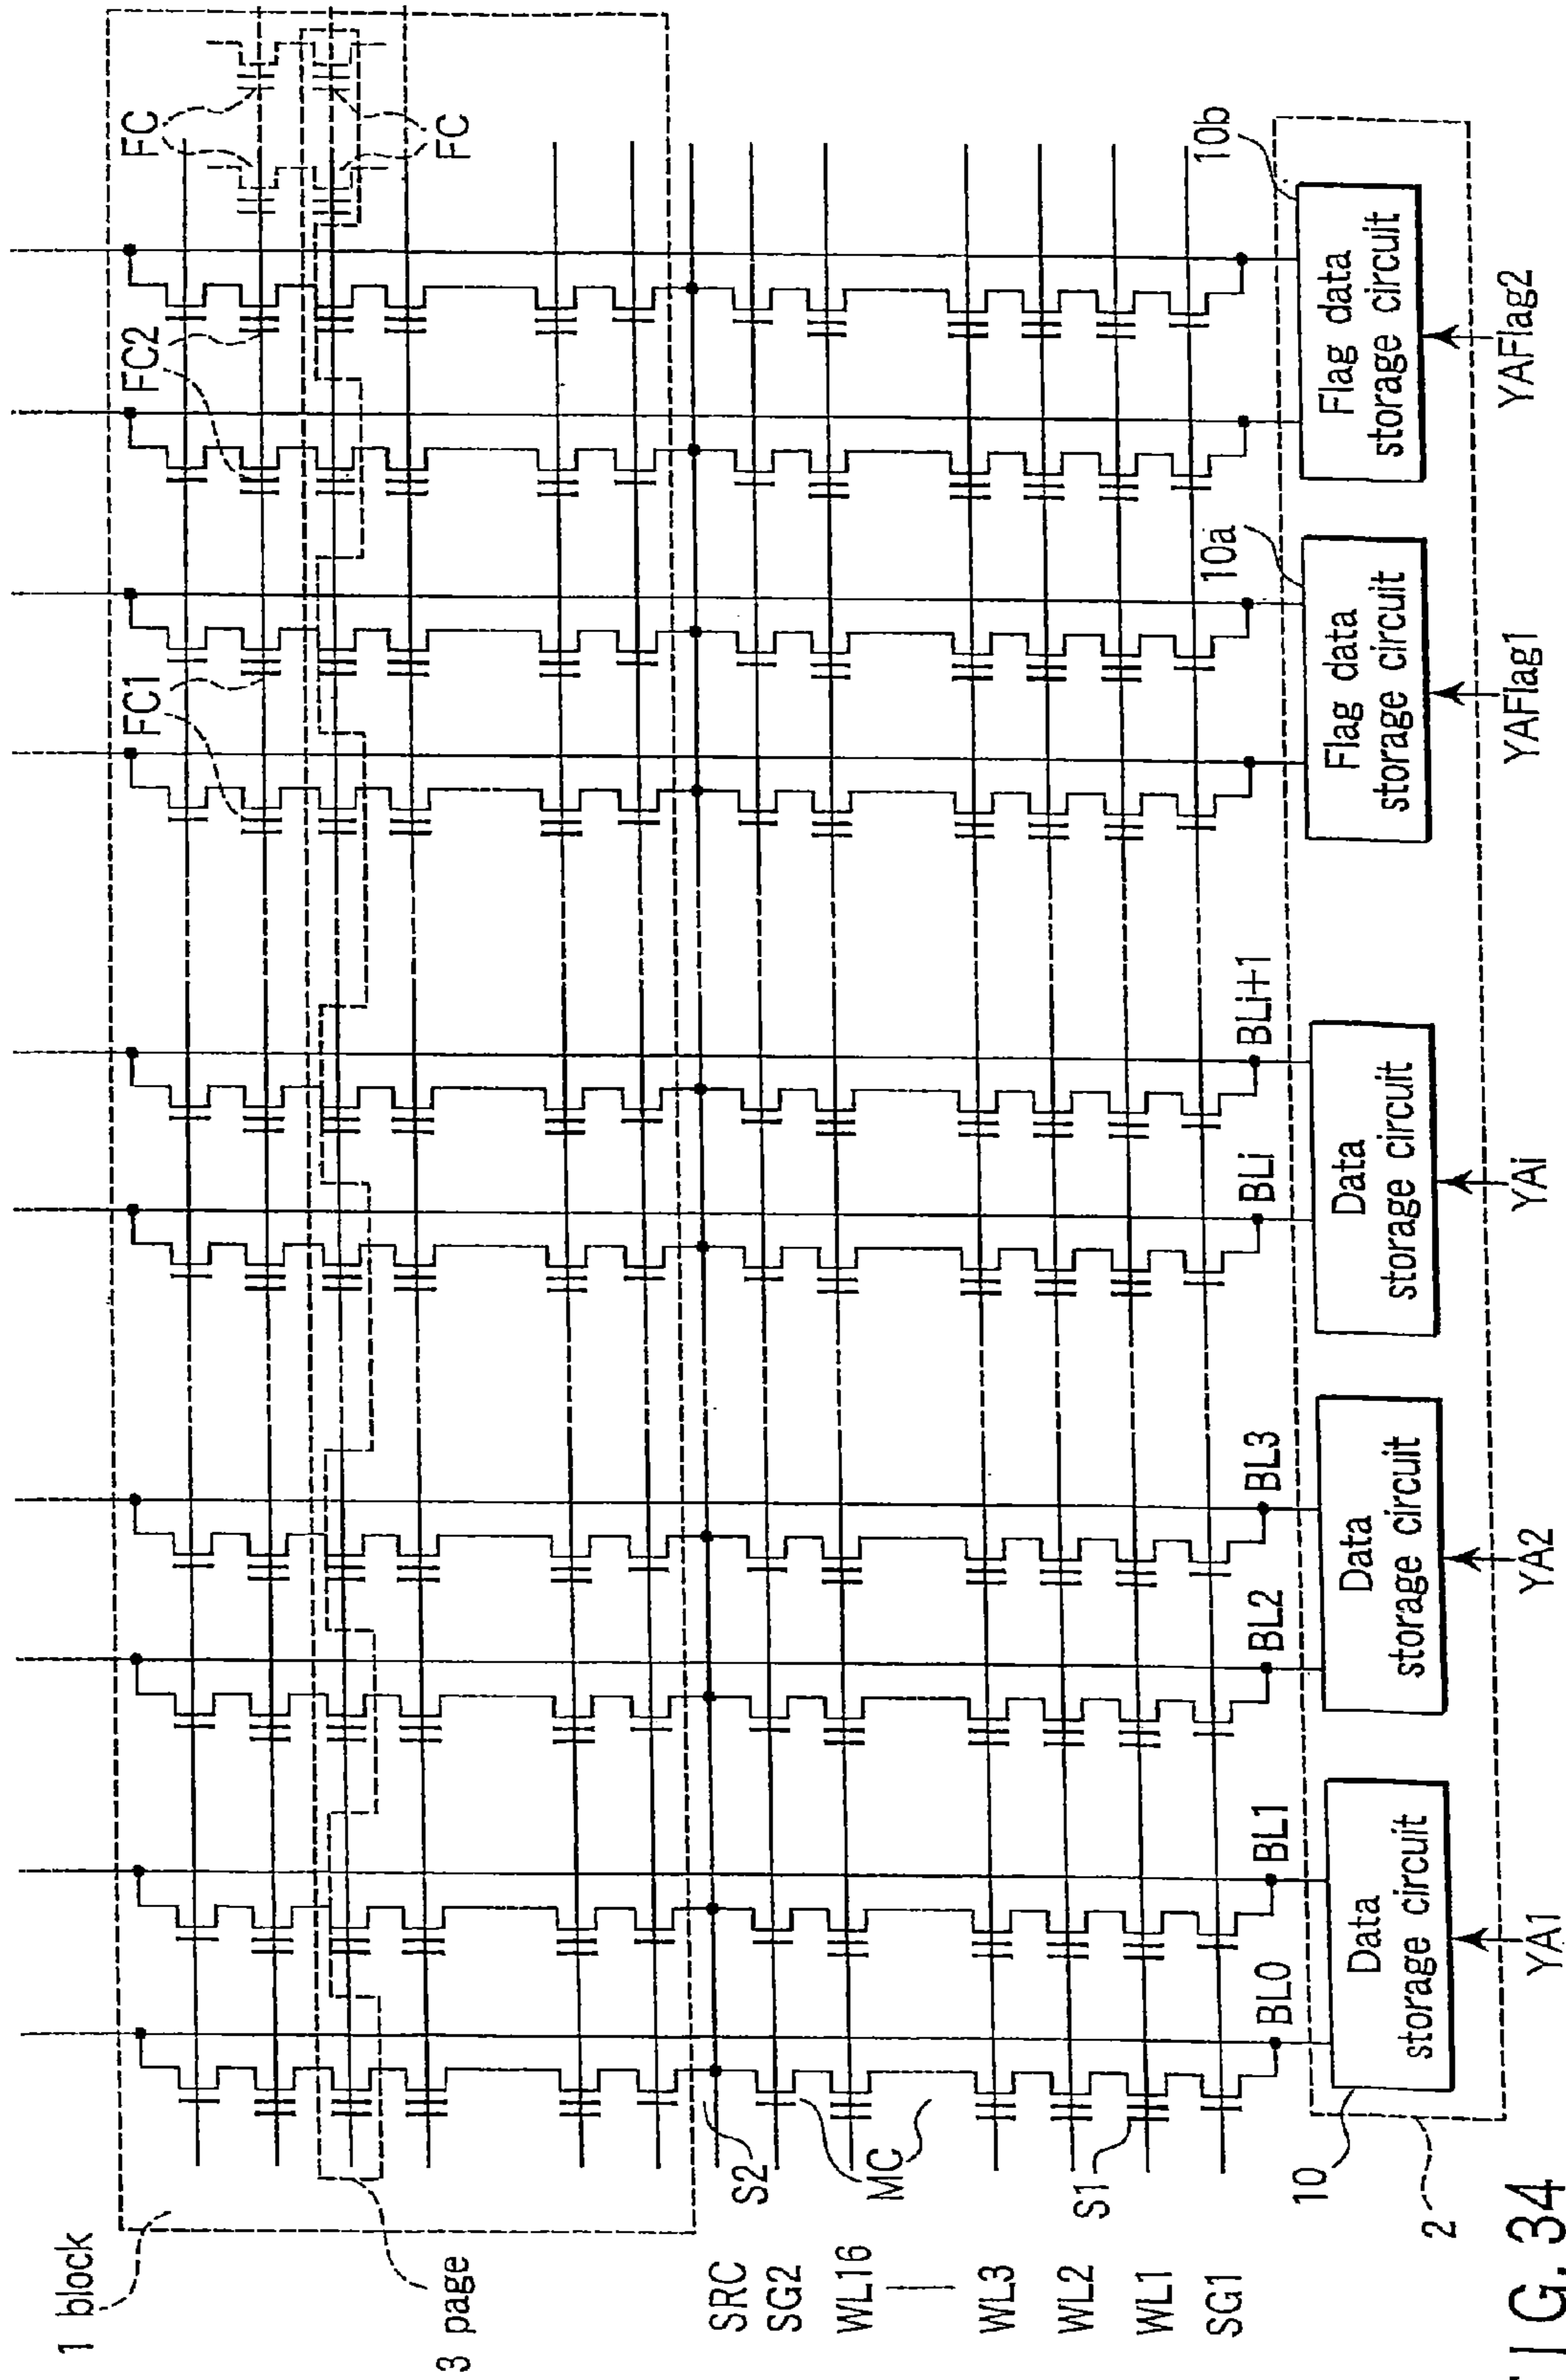 1 block
3 page
FC
FC
FC2
FC1
SRC
SG2
WL16
WL3
WL2
WL1
SG1
S2
MC
S1
BL0
BL1
BL2
BL3
BLi
BLi+1
10
10a
10b
2
Data
storage circuit
Data
storage circuit
Data
storage circuit
Flag data
storage circuit
Flag data
storage circuit
YA1
YA2
YAi
YAFlag1
YAFlag2
FIG. 34